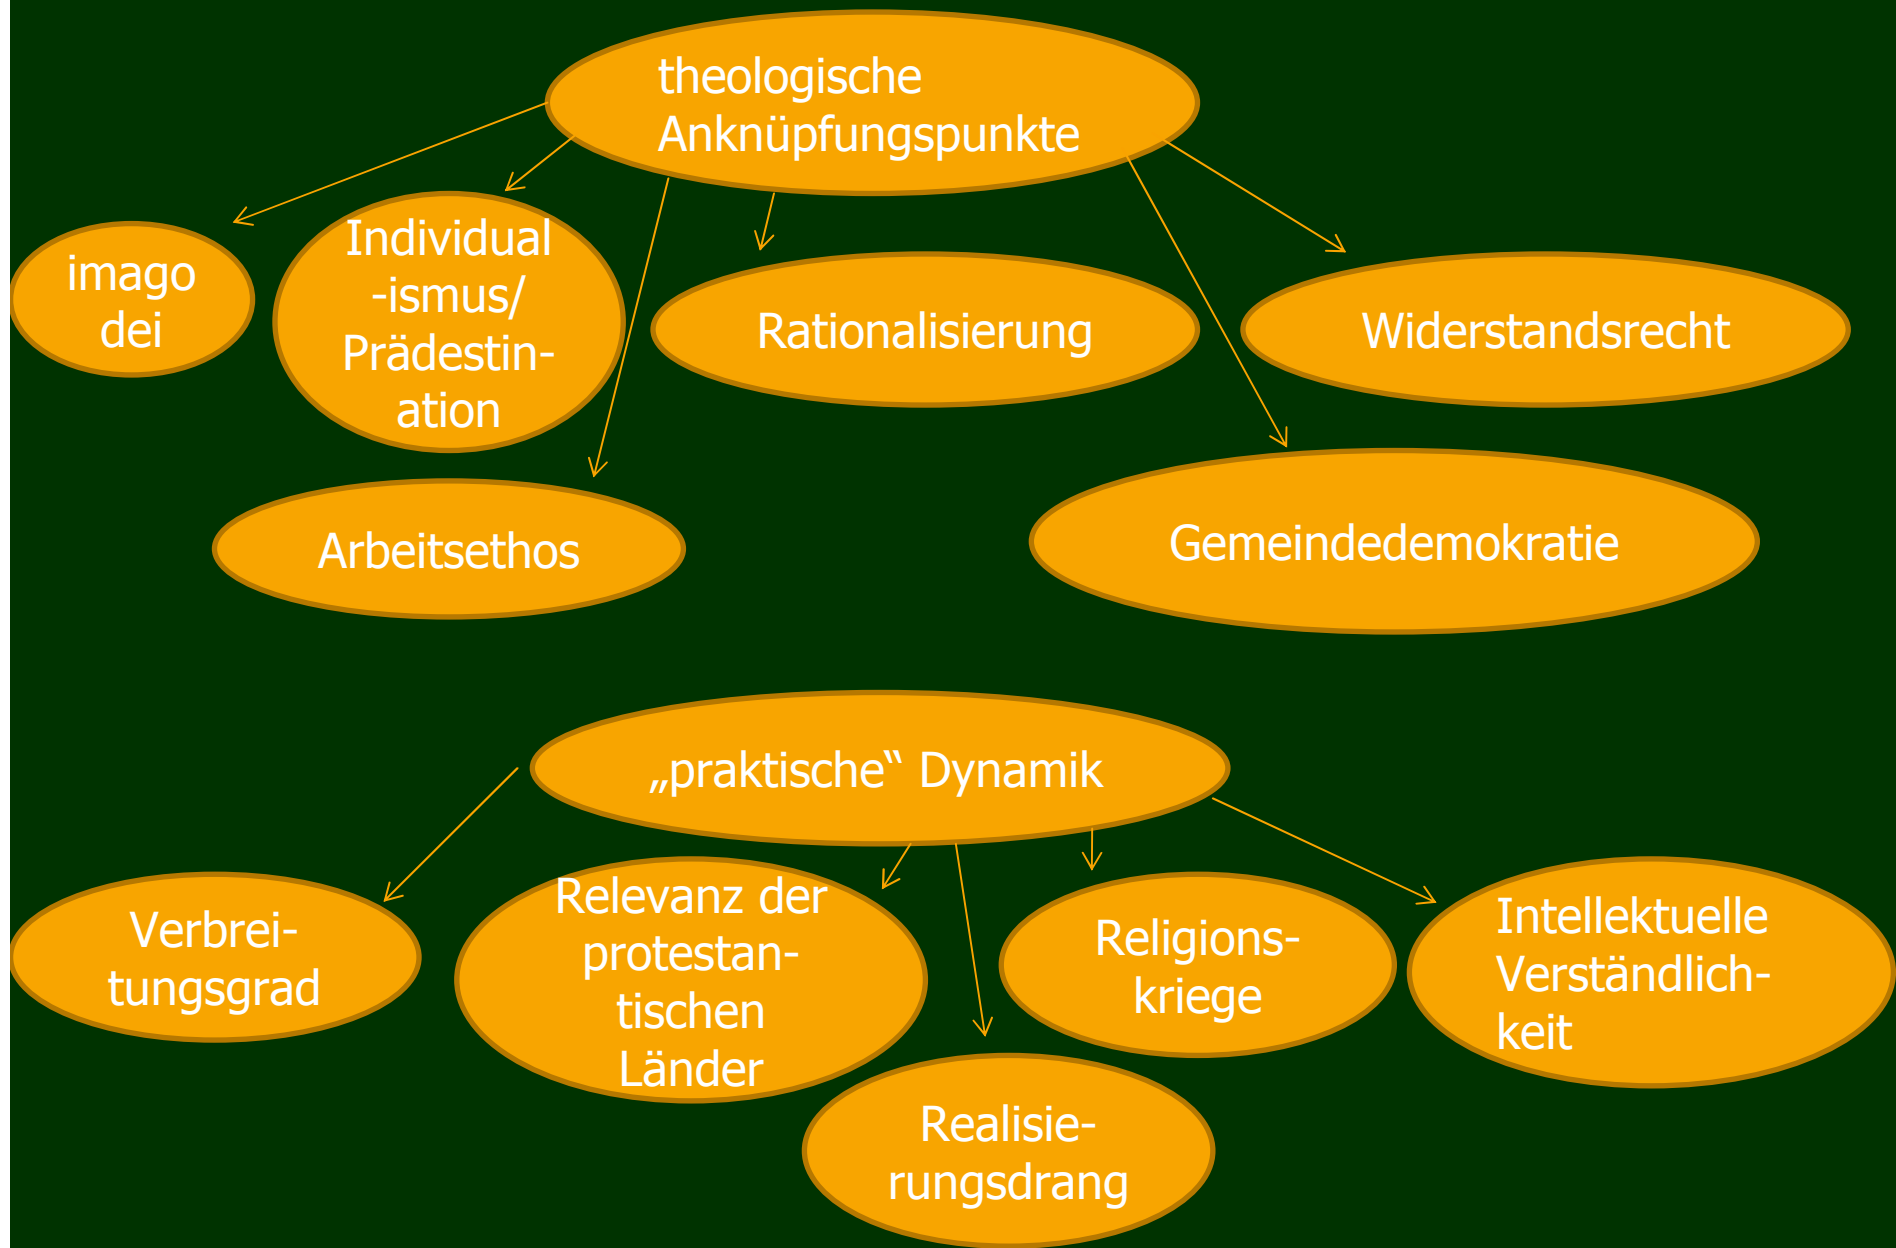 theologische
Anknüpfungspunkte
imago
dei
Individual
-ismus/
Prädestin-
ation
Rationalisierung
Widerstandsrecht
Arbeitsethos
Gemeindedemokratie
„praktische“ Dynamik
Verbrei-
tungsgrad
Relevanz der
protestan-
tischen
Länder
Realisie-
rungsdrang
Religions-
kriege
Intellektuelle
Verständlich-
keit